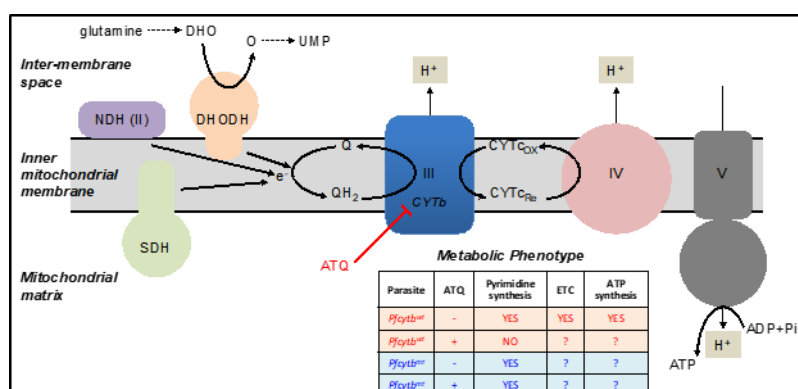 glutamine DHO O UMP
Inter-membrane
space
H⁺ H⁺
NDH (II) DHODH
Inner
mitochondrial
membrane
Q CYTcOX
e⁻ III IV V
QH₂ CYTb CYTcRe
SDH
ATQ
Mitochondrial
matrix
Metabolic Phenotype
Parasite ATQ Pyrimidine synthesis ETC ATP synthesis
Pfcytbwt - YES YES YES
Pfcytbwt + NO ? ?
Pfcytbmt - YES ? ?
Pfcytbmt + YES ? ?
ADP+Pi
H⁺
ATP